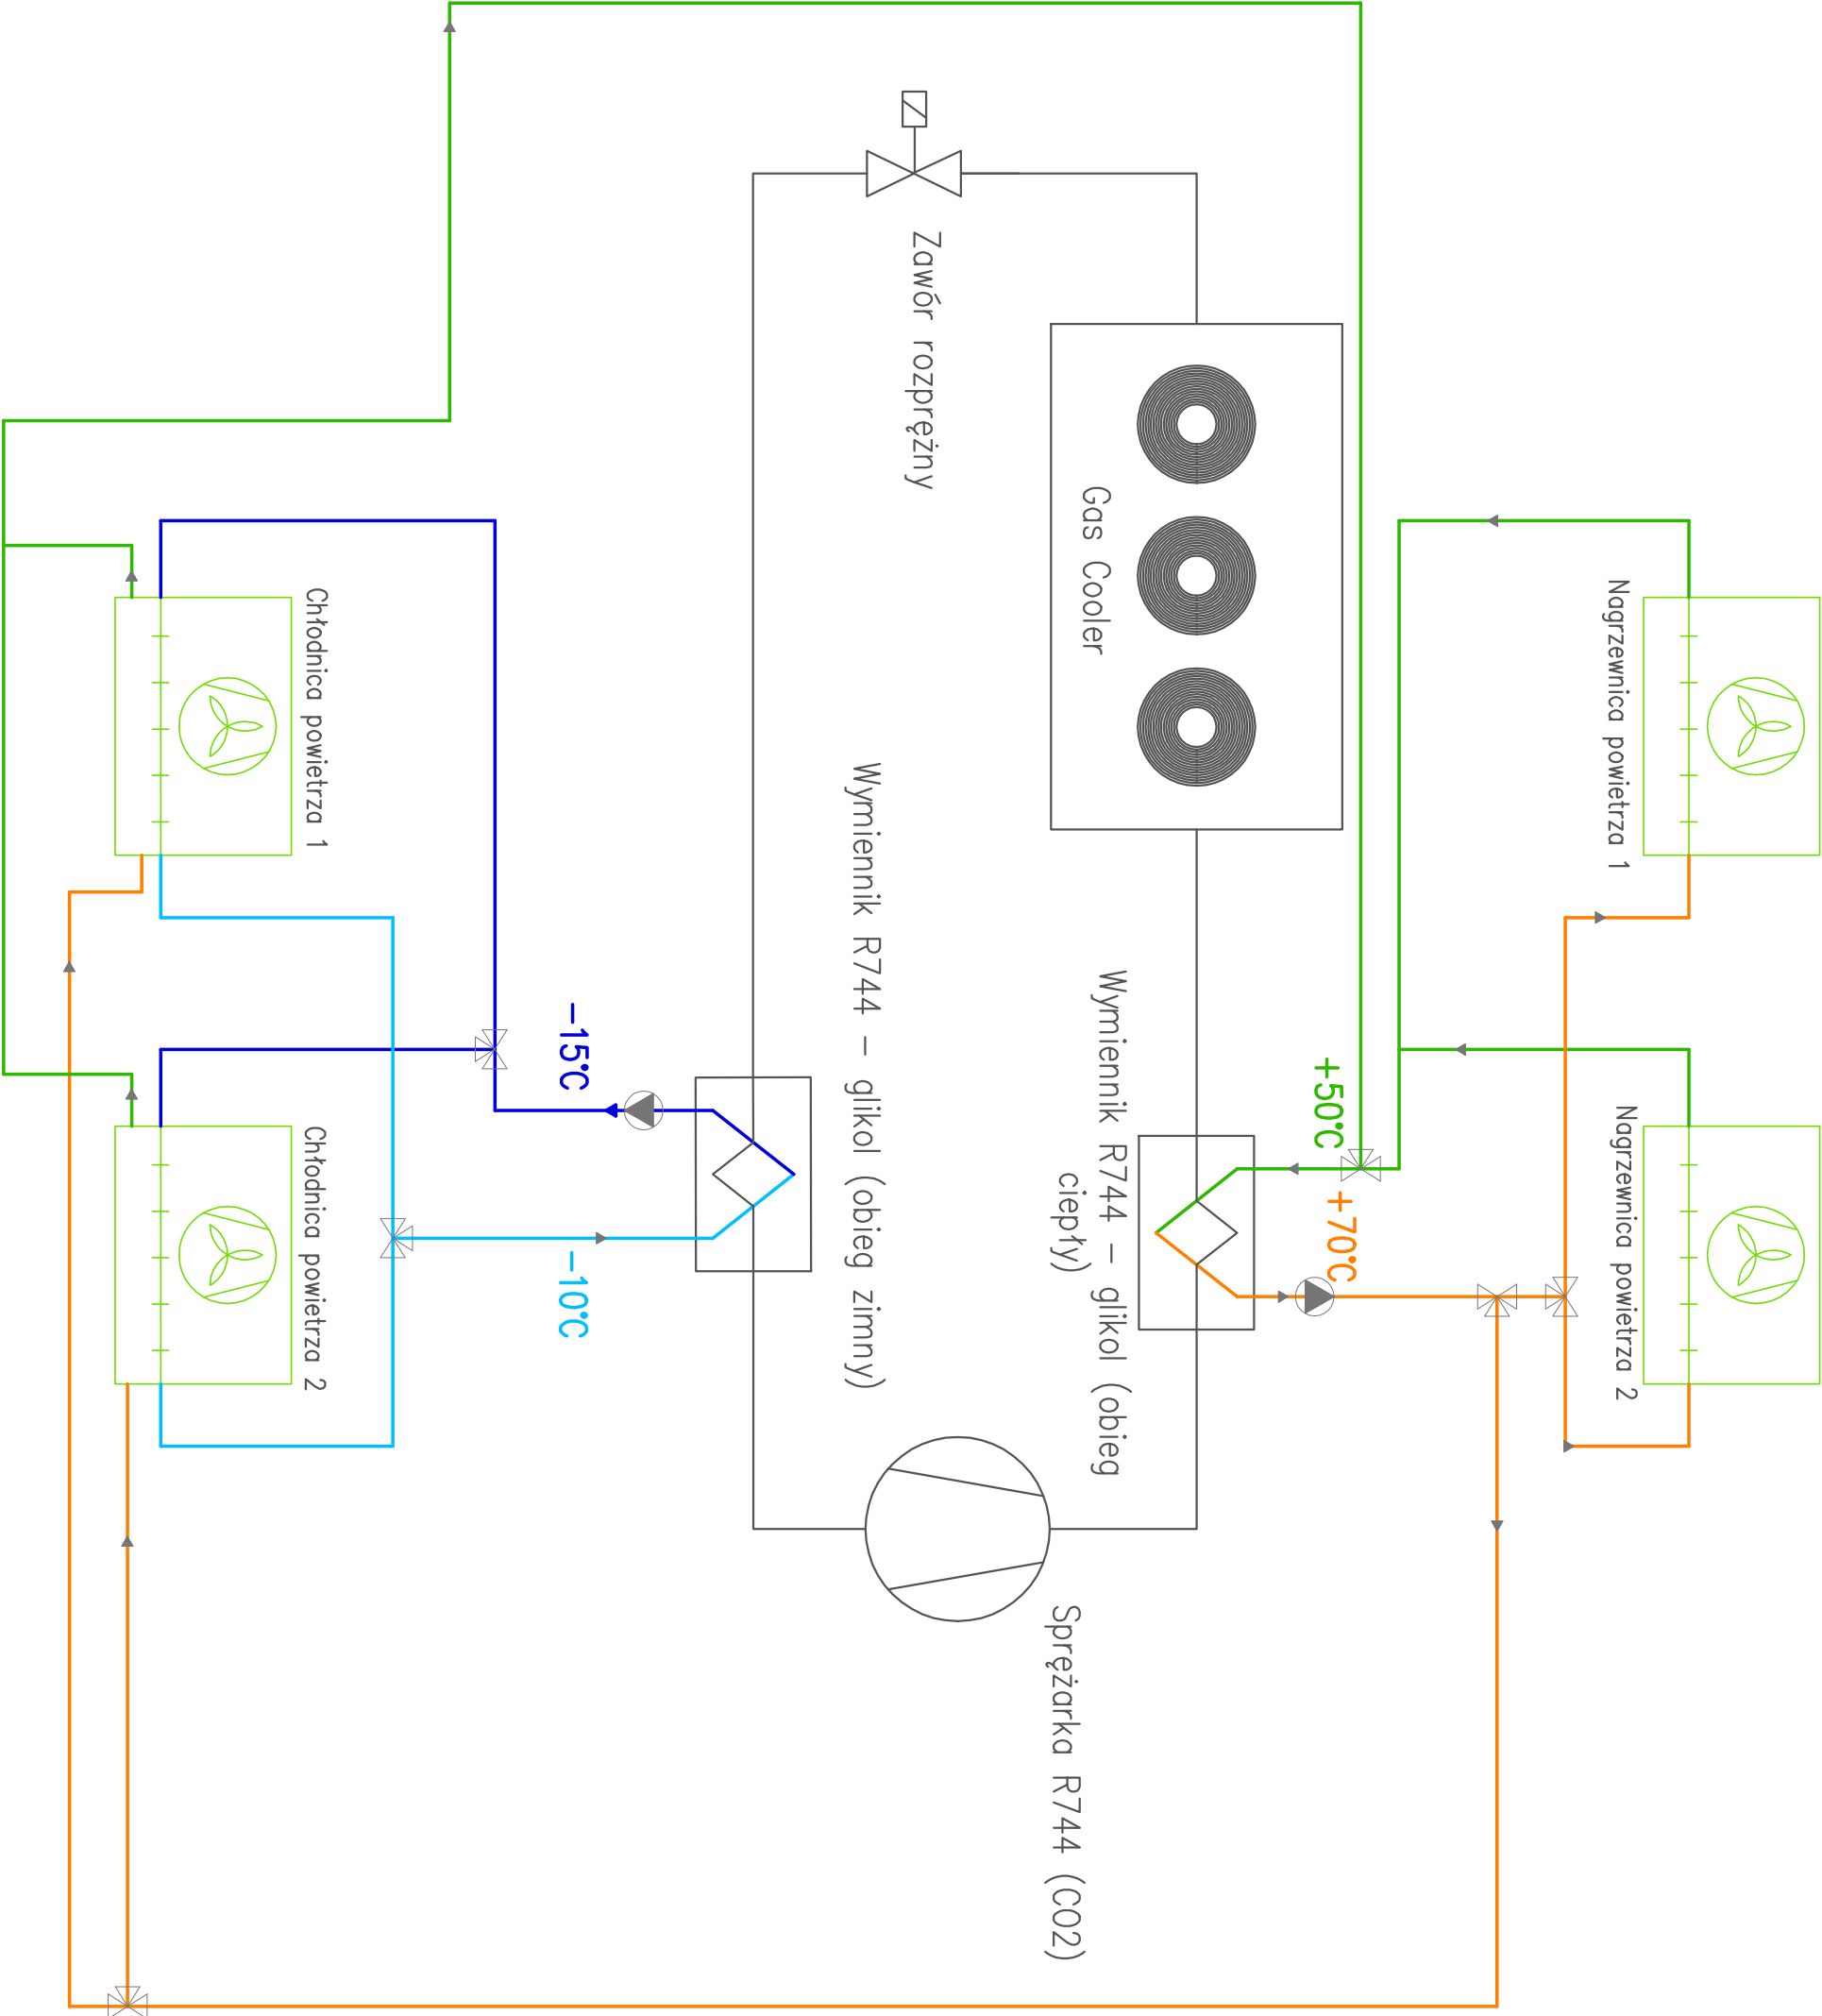 Nagrzewnica powietrza 1
Nagrzewnica powietrza 2
+70°C
+50°C
Wymiennik R744 – glikol (obieg
ciepły)
Gas Cooler
Sprężarka R744 (CO2)
Zawór rozprężny
Wymiennik R744 – glikol (obieg zimny)
–15°C
–10°C
Chłodnica powietrza 1
Chłodnica powietrza 2